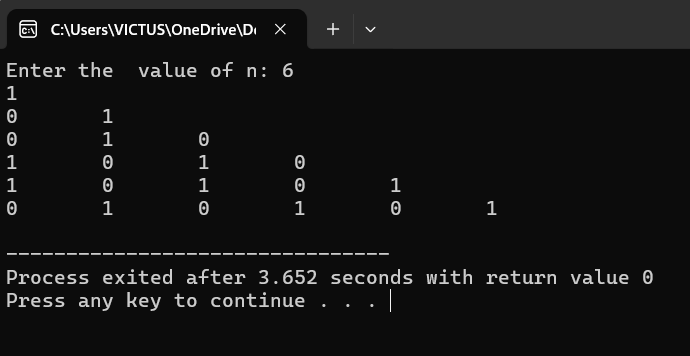 C:\Users\VICTUS\OneDrive\De
Enter the  value of n: 6
1
0	1
0	1	0
1	0	1	0
1	0	1	0	1
0	1	0	1	0	1
--------------------------------
Process exited after 3.652 seconds with return value 0
Press any key to continue . . .